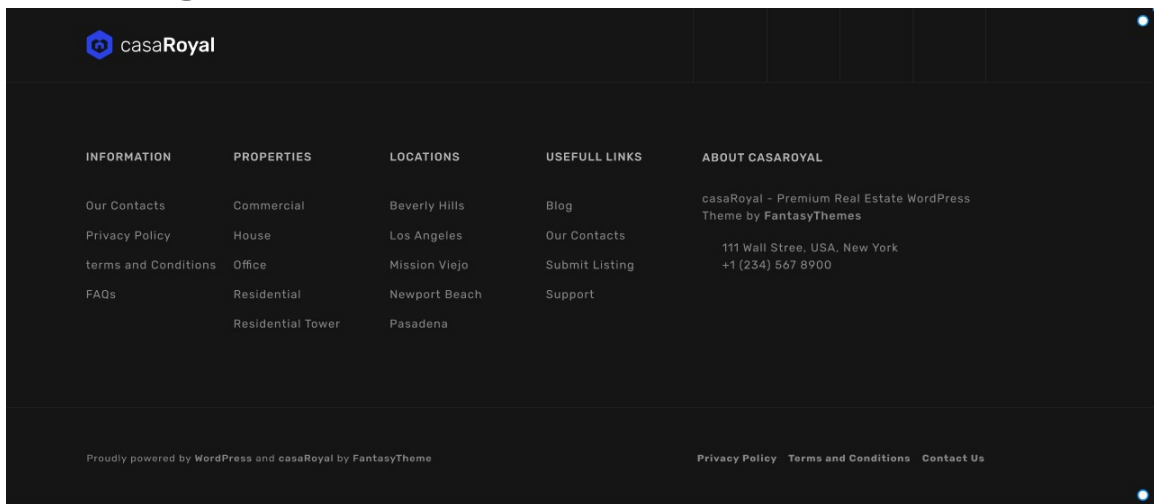 casaRoyal
INFORMATION
Our Contacts
Privacy Policy
terms and Conditions
FAQs
PROPERTIES
Commercial
House
Office
Residential
Residential Tower
LOCATIONS
Beverly Hills
Los Angeles
Mission Viejo
Newport Beach
Pasadena
USEFULL LINKS
Blog
Our Contacts
Submit Listing
Support
ABOUT CASAROYAL
casaRoyal - Premium Real Estate WordPress
Theme by FantasyThemes
111 Wall Stree, USA, New York
+1 (234) 567 8900
Proudly powered by WordPress and casaRoyal by FantasyTheme
Privacy Policy Terms and Conditions Contact Us